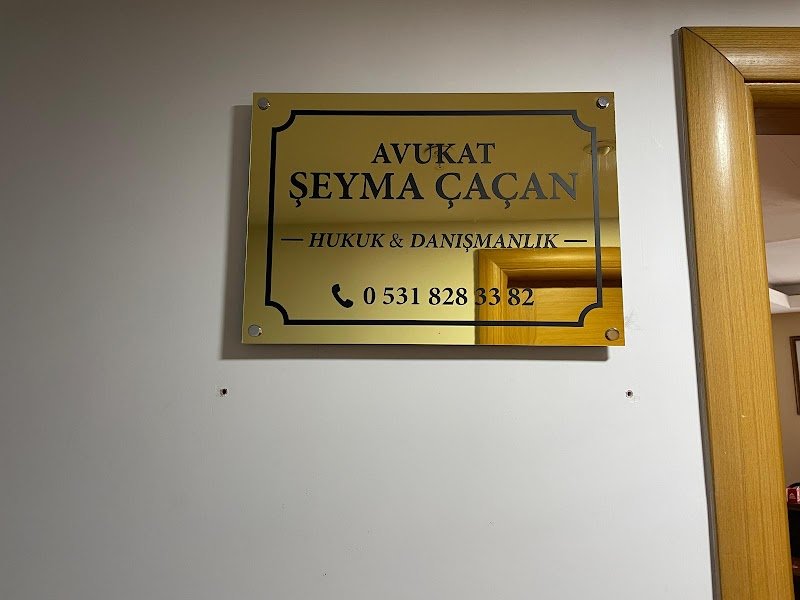 AVUKAT
ŞEYMA ÇAÇAN
— HUKUK & DANIŞMANLIK —
0 531 828 33 82